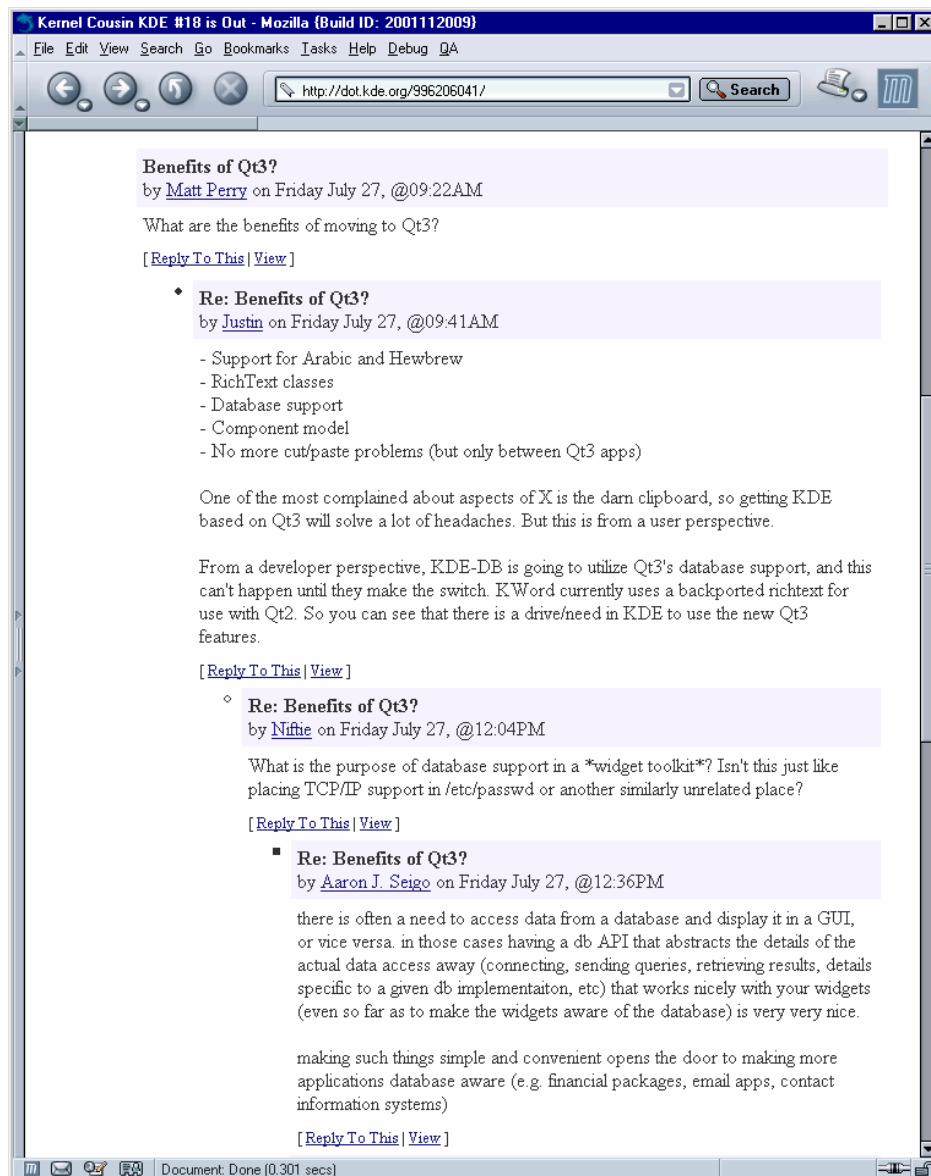 Kernel Cousin KDE #18 is Out - Mozilla {Build ID: 2001112009}
File Edit View Search Go Bookmarks Tasks Help Debug QA
http://dot.kde.org/996206041/ Search
Benefits of Qt3?
by Matt Perry on Friday July 27, @09:22AM
What are the benefits of moving to Qt3?
[ Reply To This | View ]
Re: Benefits of Qt3?
by Justin on Friday July 27, @09:41AM
- Support for Arabic and Hewbrew
- RichText classes
- Database support
- Component model
- No more cut/paste problems (but only between Qt3 apps)
One of the most complained about aspects of X is the darn clipboard, so getting KDE
based on Qt3 will solve a lot of headaches. But this is from a user perspective.
From a developer perspective, KDE-DB is going to utilize Qt3's database support, and this
can't happen until they make the switch. KWord currently uses a backported richtext for
use with Qt2. So you can see that there is a drive/need in KDE to use the new Qt3
features.
[ Reply To This | View ]
Re: Benefits of Qt3?
by Niftie on Friday July 27, @12:04PM
What is the purpose of database support in a *widget toolkit*? Isn't this just like
placing TCP/IP support in /etc/passwd or another similarly unrelated place?
[ Reply To This | View ]
Re: Benefits of Qt3?
by Aaron J. Seigo on Friday July 27, @12:36PM
there is often a need to access data from a database and display it in a GUI,
or vice versa. in those cases having a db API that abstracts the details of the
actual data access away (connecting, sending queries, retrieving results, details
specific to a given db implementaiton, etc) that works nicely with your widgets
(even so far as to make the widgets aware of the database) is very very nice.
making such things simple and convenient opens the door to making more
applications database aware (e.g. financial packages, email apps, contact
information systems)
[ Reply To This | View ]
Document: Done (0.301 secs)